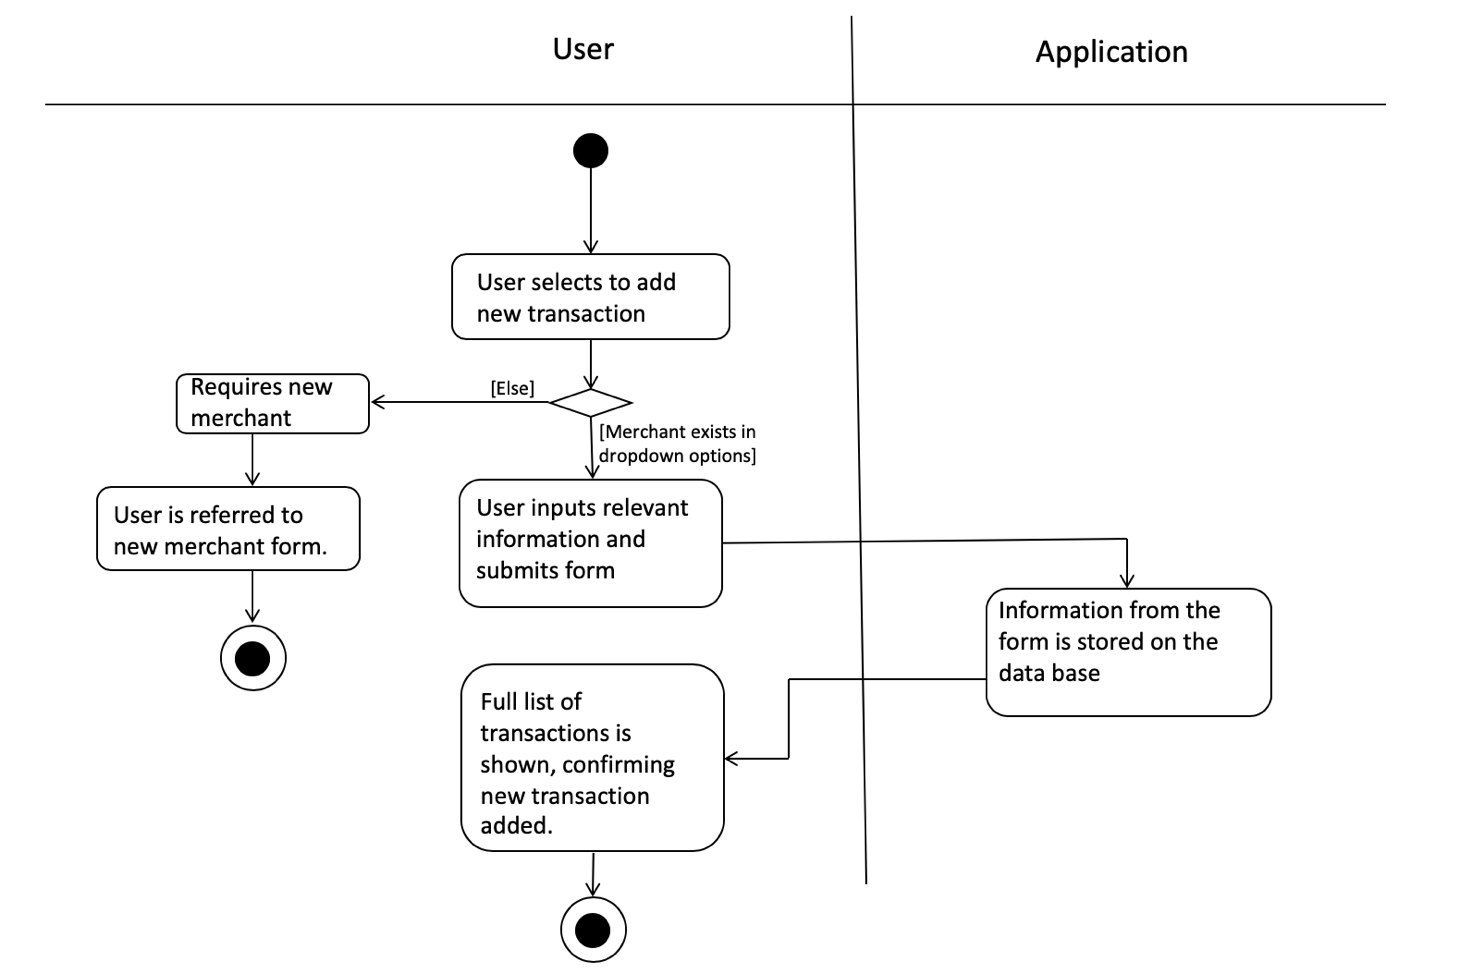 User
Application
User selects to add
new transaction
[Else]
Requires new
merchant
[Merchant exists in
dropdown options]
User is referred to
new merchant form.
User inputs relevant
information and
submits form
Information from the
form is stored on the
data base
Full list of
transactions is
shown, confirming
new transaction
added.